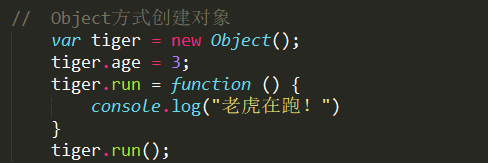 //  Object方式创建对象
var tiger = new Object();
tiger.age = 3;
tiger.run = function () {
console.log("老虎在跑！")
}
tiger.run();